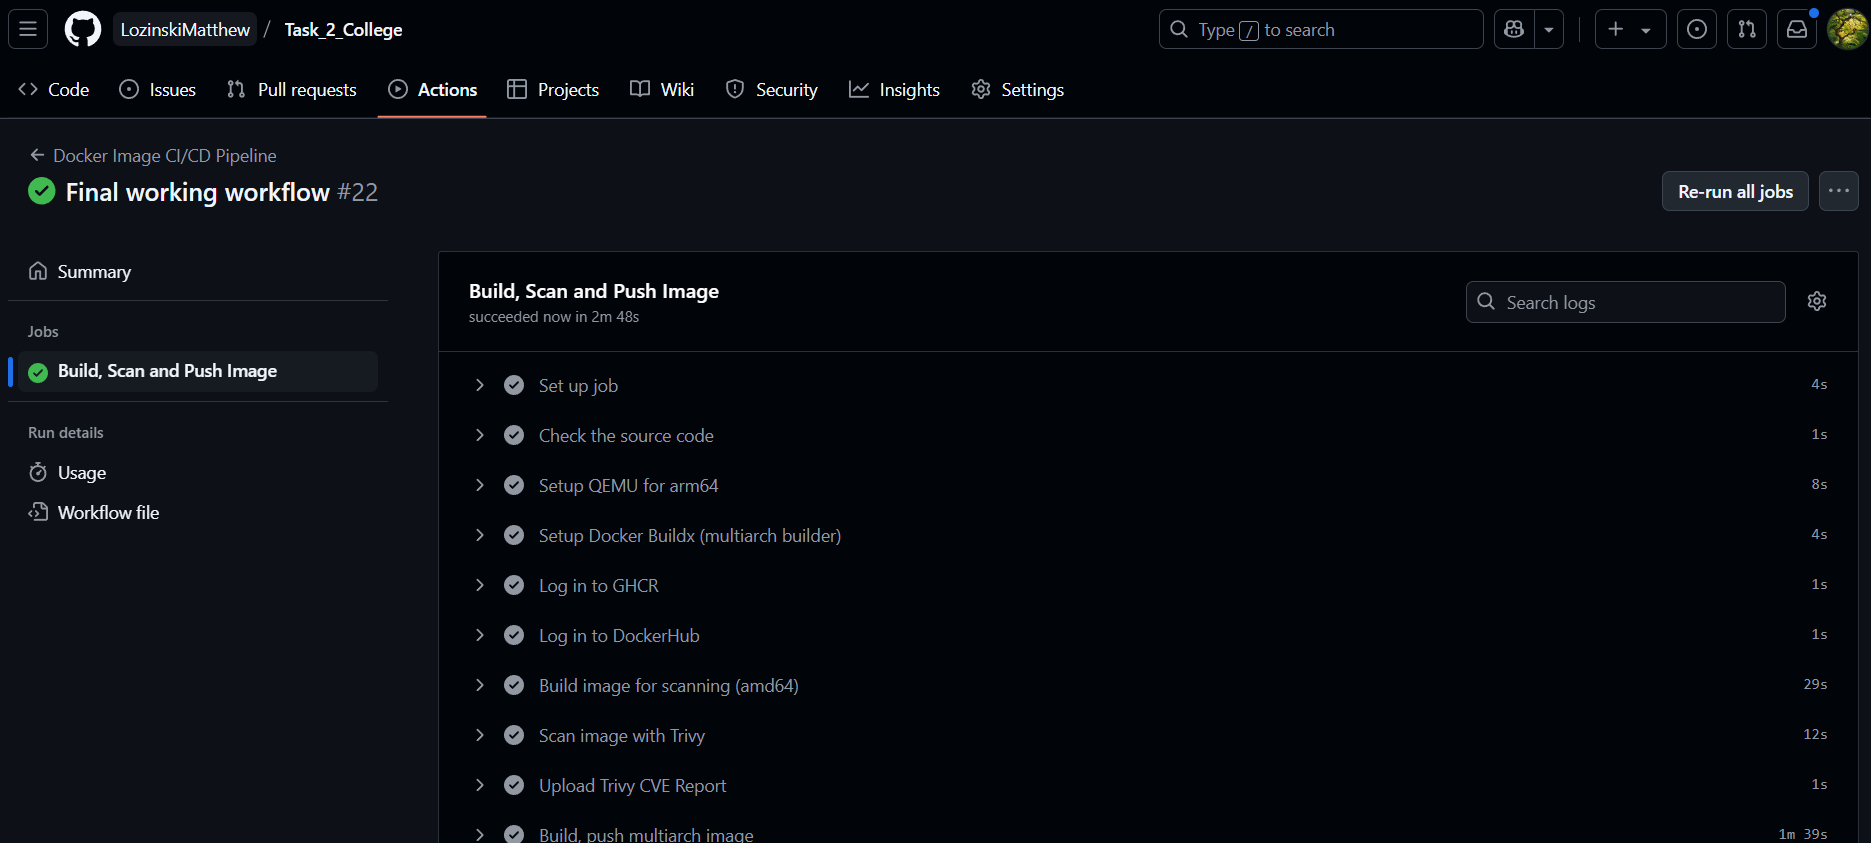 LozinskiMatthew / Task_2_College
Type / to search
Code Issues Pull requests Actions Projects Wiki Security Insights Settings
Docker Image CI/CD Pipeline
Final working workflow #22
Re-run all jobs
Summary
Jobs
Build, Scan and Push Image
Run details
Usage
Workflow file
Build, Scan and Push Image
succeeded now in 2m 48s
Search logs
Set up job 4s
Check the source code 1s
Setup QEMU for arm64 8s
Setup Docker Buildx (multiarch builder) 4s
Log in to GHCR 1s
Log in to DockerHub 1s
Build image for scanning (amd64) 29s
Scan image with Trivy 12s
Upload Trivy CVE Report 1s
Build, push multiarch image 1m 39s